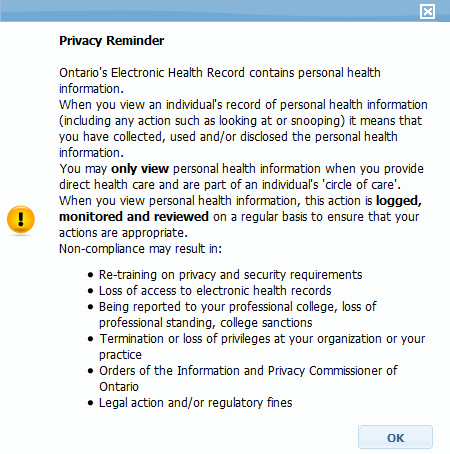 Privacy Reminder
Ontario's Electronic Health Record contains personal health
information.
When you view an individual's record of personal health information
(including any action such as looking at or snooping) it means that
you have collected, used and/or disclosed the personal health
information.
You may only view personal health information when you provide
direct health care and are part of an individual's 'circle of care'.
When you view personal health information, this action is logged,
monitored and reviewed on a regular basis to ensure that your
actions are appropriate.
Non-compliance may result in:
• Re-training on privacy and security requirements
• Loss of access to electronic health records
• Being reported to your professional college, loss of
professional standing, college sanctions
• Termination or loss of privileges at your organization or your
practice
• Orders of the Information and Privacy Commissioner of
Ontario
• Legal action and/or regulatory fines
OK